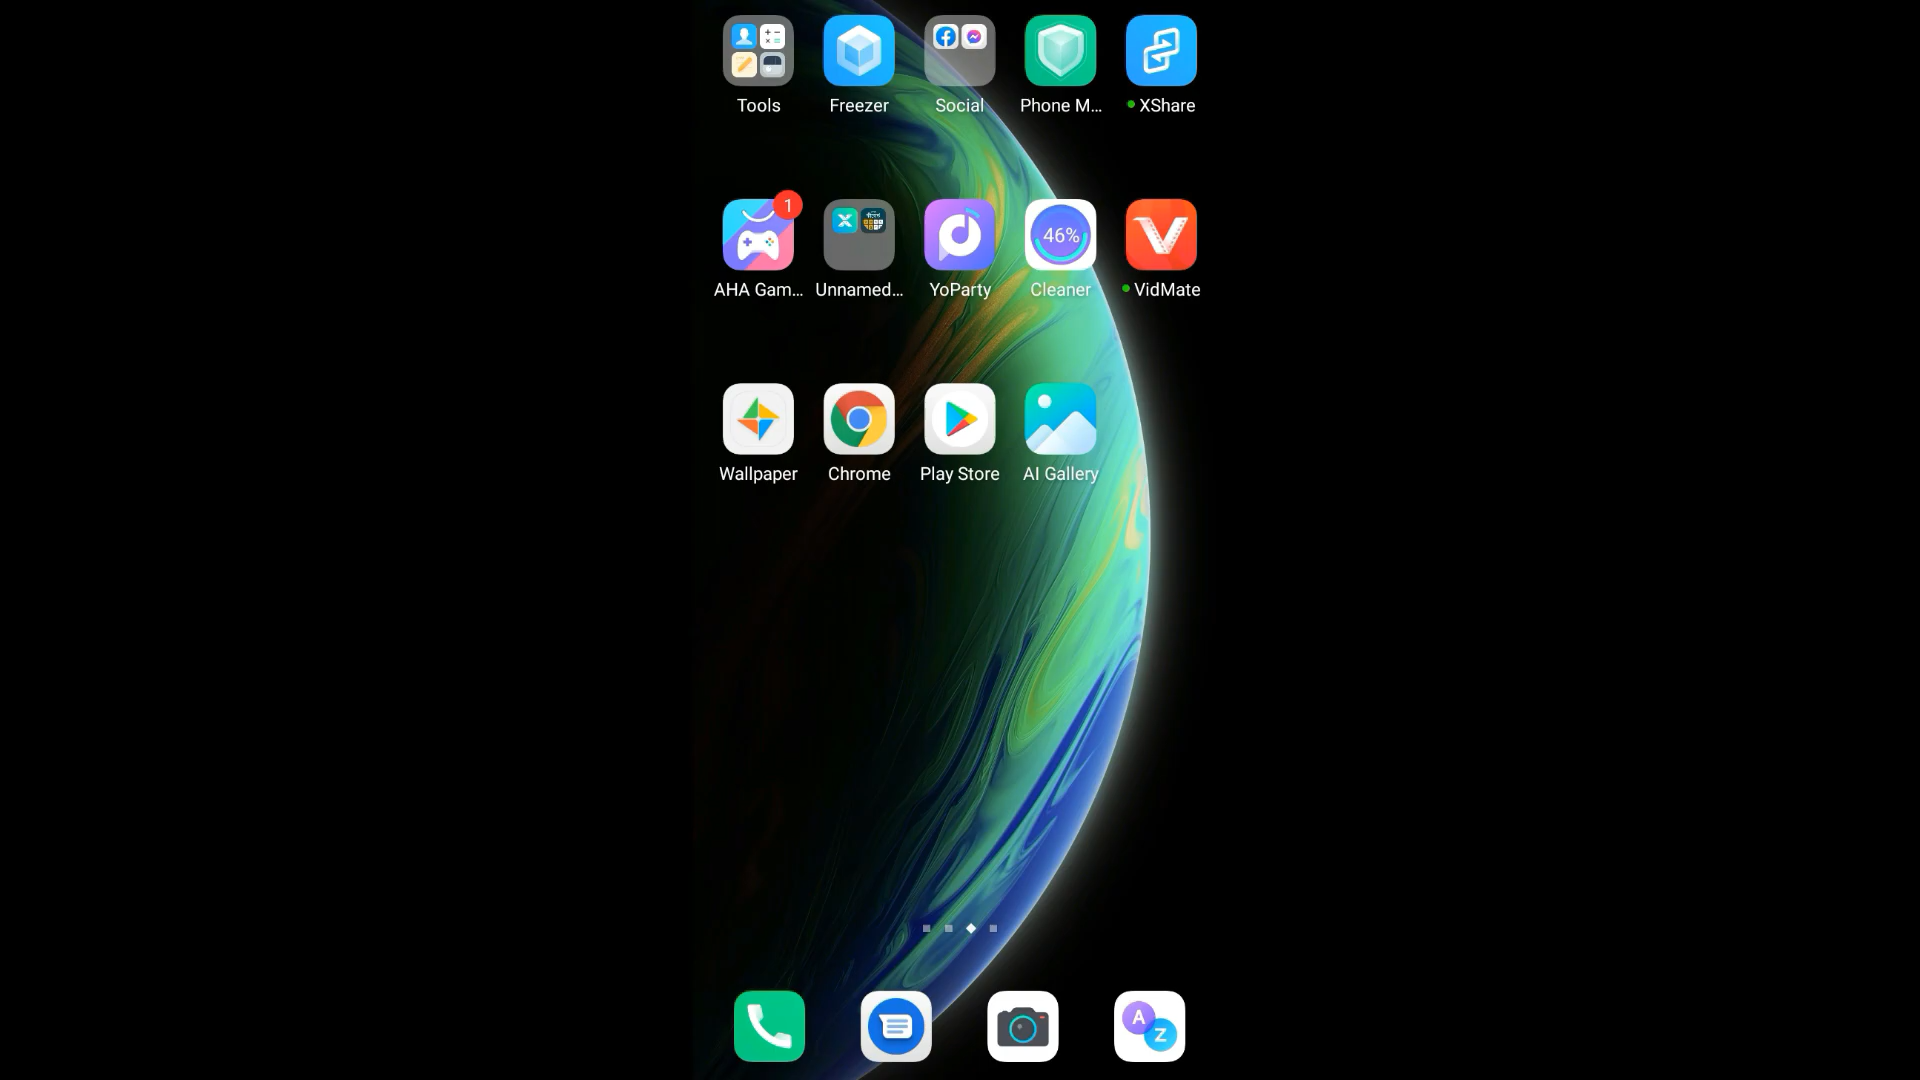 Tools
Freezer
Social
Phone M...
XShare
1
46%
AHA Gam...
Unnamed...
YoParty
Cleaner
VidMate
Wallpaper
Chrome
Play Store
AI Gallery
A
Z